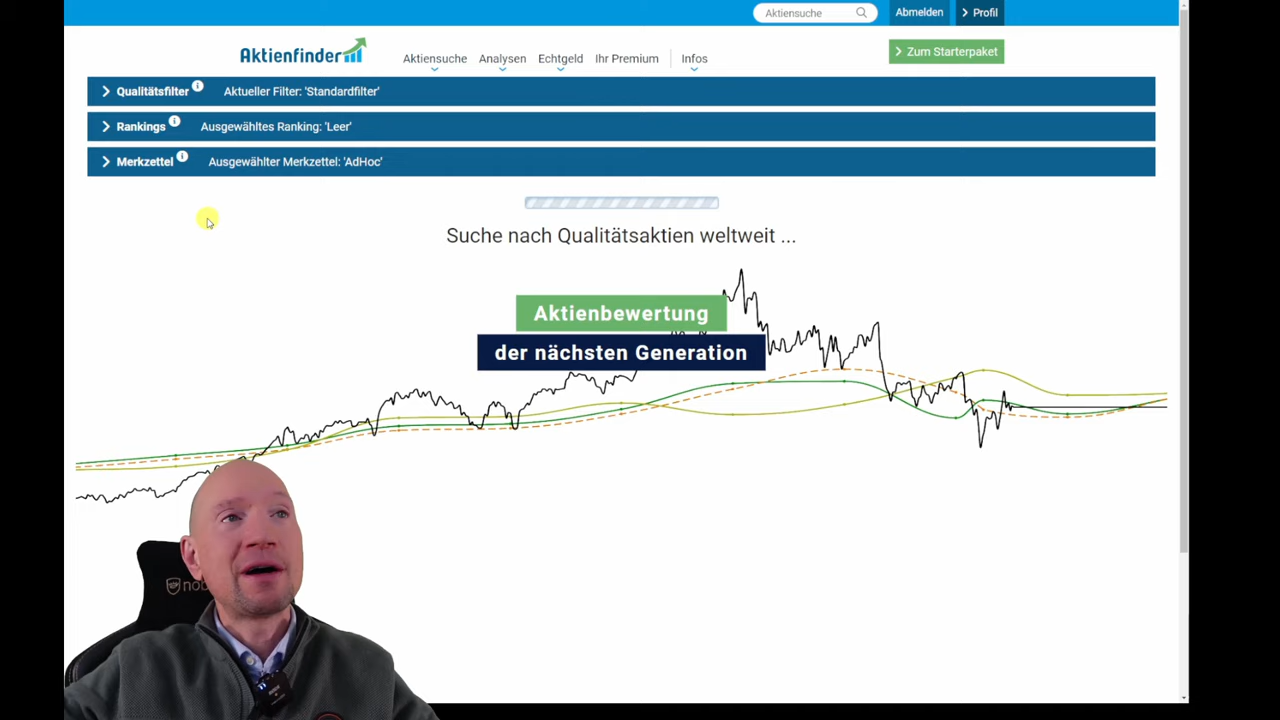 Aktiensuche
Abmelden
Profil
Aktienfinder
Aktiensuche Analysen Echtgeld Ihr Premium Infos
Zum Starterpaket
Qualitätsfilter i Aktueller Filter: 'Standardfilter'
Rankings i Ausgewähltes Ranking: 'Leer'
Merkzettel i Ausgewählter Merkzettel: 'AdHoc'
Suche nach Qualitätsaktien weltweit ...
Aktienbewertung
der nächsten Generation